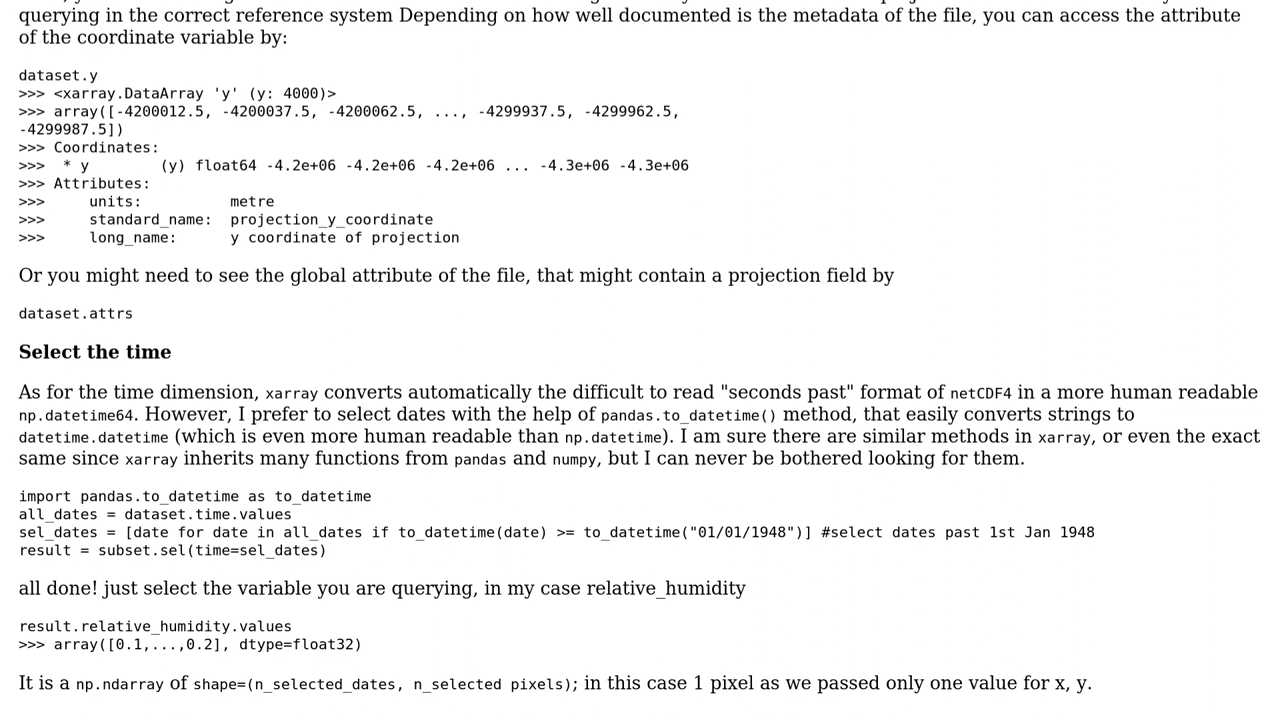 querying in the correct reference system Depending on how well documented is the metadata of the file, you can access the attribute
of the coordinate variable by:
dataset.y
>>> <xarray.DataArray 'y' (y: 4000)>
>>> array([-4200012.5, -4200037.5, -4200062.5, ..., -4299937.5, -4299962.5,
-4299987.5])
>>> Coordinates:
>>>  * y        (y) float64 -4.2e+06 -4.2e+06 -4.2e+06 ... -4.3e+06 -4.3e+06
>>> Attributes:
>>>     units:          metre
>>>     standard_name:  projection_y_coordinate
>>>     long_name:      y coordinate of projection
Or you might need to see the global attribute of the file, that might contain a projection field by
dataset.attrs
Select the time
As for the time dimension, xarray converts automatically the difficult to read "seconds past" format of netCDF4 in a more human readable
np.datetime64. However, I prefer to select dates with the help of pandas.to_datetime() method, that easily converts strings to
datetime.datetime (which is even more human readable than np.datetime). I am sure there are similar methods in xarray, or even the exact
same since xarray inherits many functions from pandas and numpy, but I can never be bothered looking for them.
import pandas.to_datetime as to_datetime
all_dates = dataset.time.values
sel_dates = [date for date in all_dates if to_datetime(date) >= to_datetime("01/01/1948")] #select dates past 1st Jan 1948
result = subset.sel(time=sel_dates)
all done! just select the variable you are querying, in my case relative_humidity
result.relative_humidity.values
>>> array([0.1,...,0.2], dtype=float32)
It is a np.ndarray of shape=(n_selected_dates, n_selected pixels); in this case 1 pixel as we passed only one value for x, y.